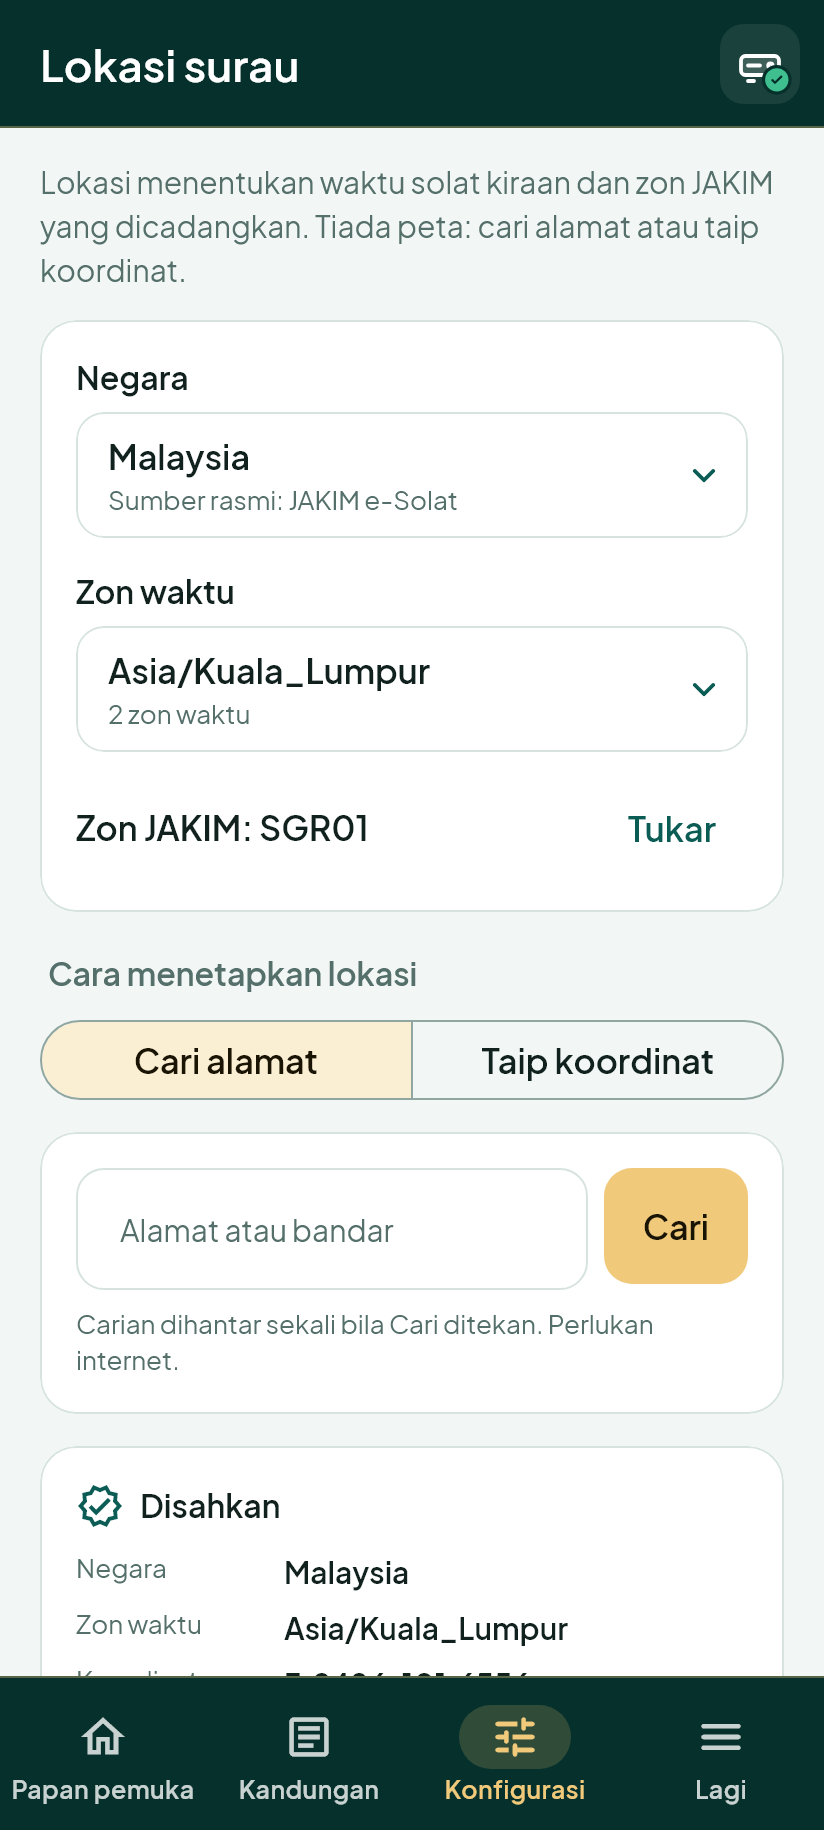 Lokasi surau
Lokasi menentukan waktu solat kiraan dan zon JAKIM
yang dicadangkan. Tiada peta: cari alamat atau taip
koordinat.
Negara
Malaysia
Sumber rasmi: JAKIM e-Solat
Zon waktu
Asia/Kuala_Lumpur
2 zon waktu
Zon JAKIM: SGR01
Tukar
Cara menetapkan lokasi
Cari alamat
Taip koordinat
Alamat atau bandar
Cari
Carian dihantar sekali bila Cari ditekan. Perlukan
internet.
Disahkan
Negara
Malaysia
Zon waktu
Asia/Kuala_Lumpur
Papan pemuka
Kandungan
Konfigurasi
Lagi